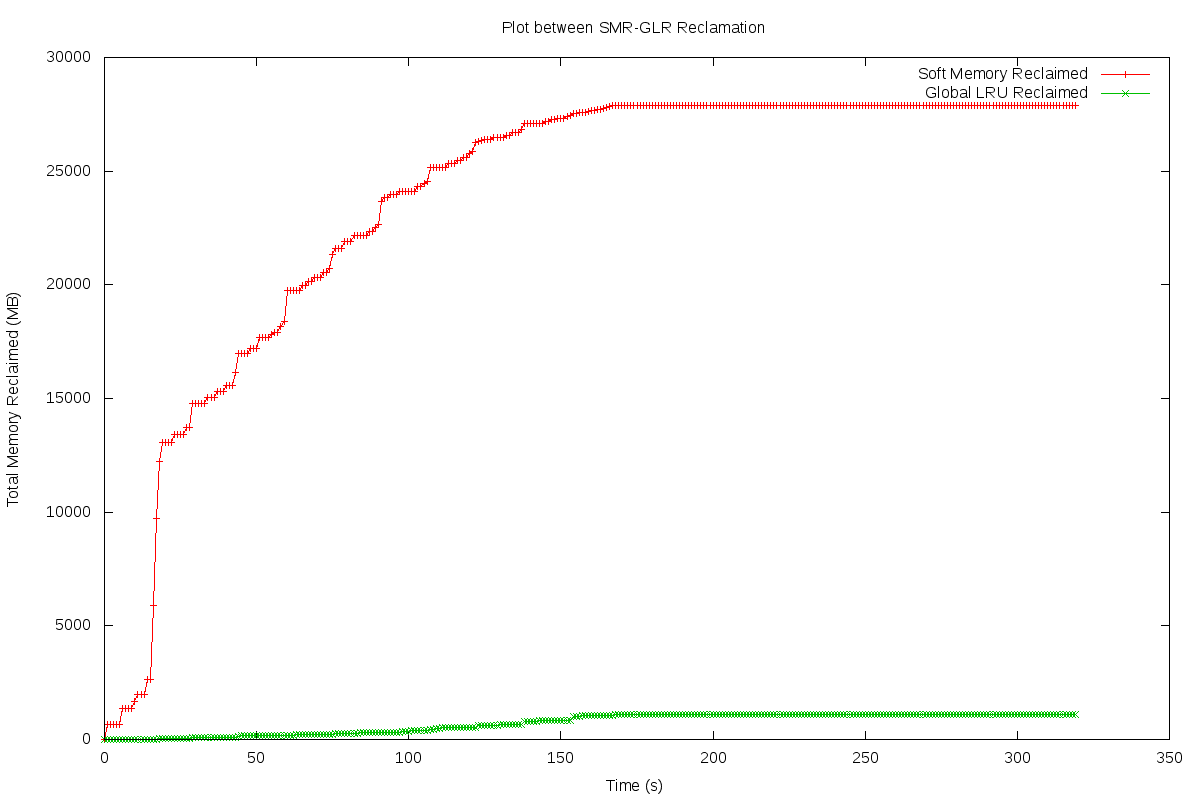 Plot between SMR-GLR Reclamation
Soft Memory Reclaimed
Global LRU Reclaimed
Total Memory Reclaimed (MB)
30000
25000
20000
15000
10000
5000
0
0 50 100 150 200 250 300 350
Time (s)